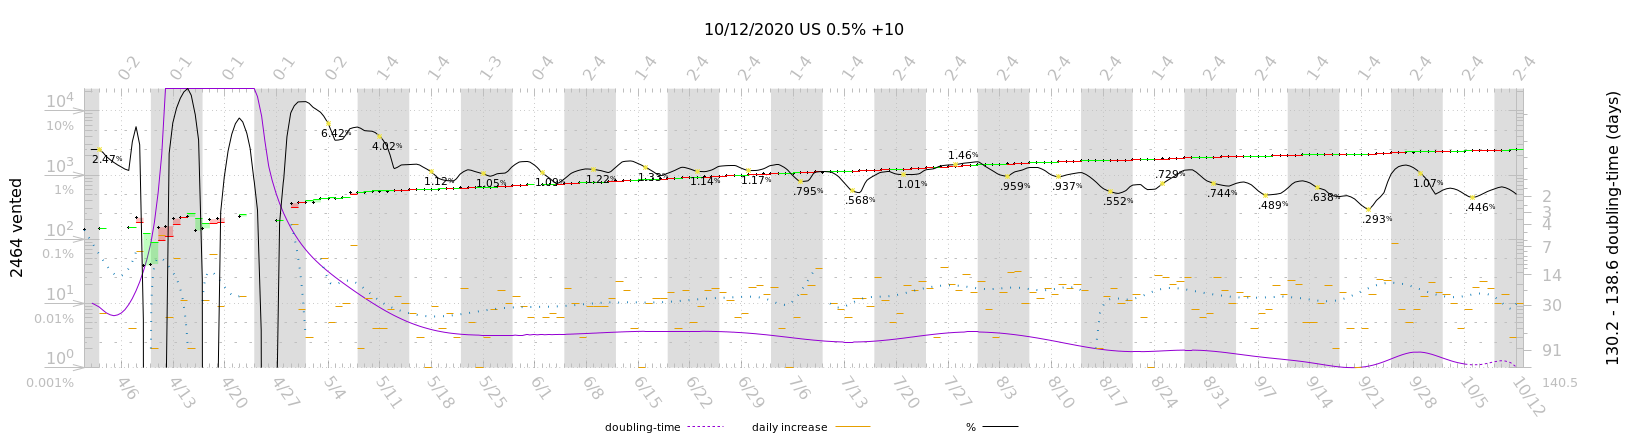 10/12/2020 US 0.5% +10
0-2 0-1 0-1 0-1 0-2 1-4 1-4 1-3 0-4 2-4 1-4 2-4 2-4 1-4 1-4 2-4 2-4 2-4 2-4 2-4 1-4 2-4 2-4 1-4 1-4 2-4 2-4 2-4
2464 vented
10⁴
10%
10³
1%
10²
0.1%
10¹
0.01%
10⁰
0.001%
2.47% 6.42% 4.02% 1.12% 1.05% 1.09% 1.22% 1.33% 1.14% 1.17% .795% .568% 1.01% 1.46% .959% .937% .552% .729% .744% .489% .638% .293% 1.07% .446%
2
3
4
7
14
30
91
140.5
130.2 - 138.6 doubling-time (days)
4/6 4/13 4/20 4/27 5/4 5/11 5/18 5/25 6/1 6/8 6/15 6/22 6/29 7/6 7/13 7/20 7/27 8/3 8/10 8/17 8/24 8/31 9/7 9/14 9/21 9/28 10/5 10/12
doubling-time daily increase %